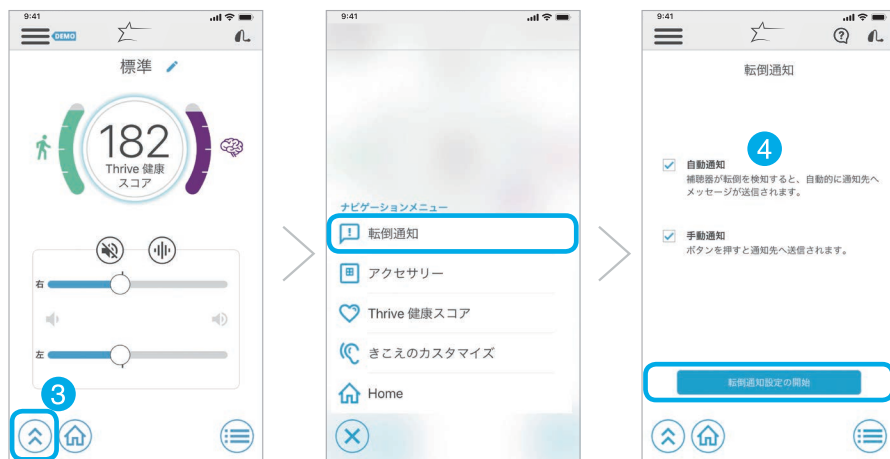 9:41
DEMO
標準
182
Thrive 健康
スコア
右
左
3
9:41
ナビゲーションメニュー
転倒通知
アクセサリー
Thrive 健康スコア
きこえのカスタマイズ
Home
9:41
転倒通知
4
自動通知
補聴器が転倒を検知すると、自動的に通知先へ
メッセージが送信されます。
手動通知
ボタンを押すと通知先へ送信されます。
転倒通知設定の開始